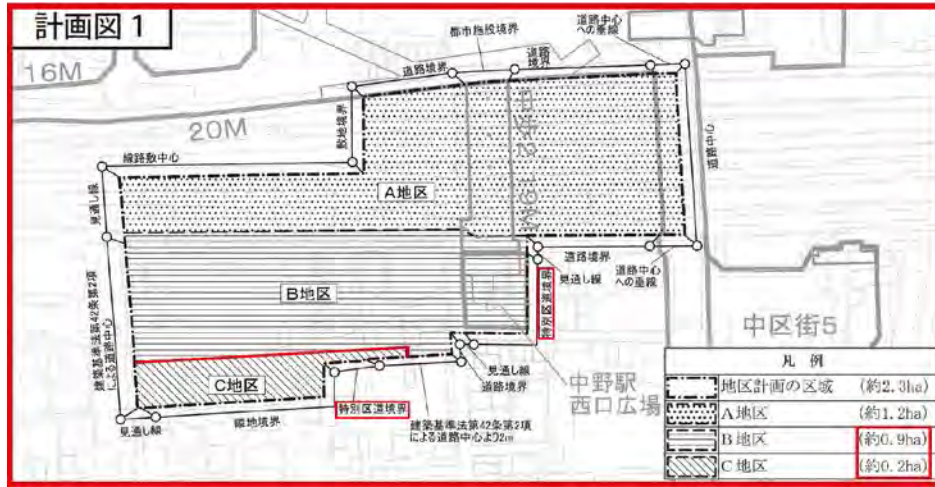 計画図1
16M
20M
都市施設境界
道路中心
への垂線
道路境界
道路
境界
敷地境界
中歩2 19M
道路中心
線路敷中心
見通し線
A地区
道路境界
道路中心
への垂線
見通し線
特別区道境界
B地区
建築基準法第42条第2項
による道路中心
中区街5
C地区
見通し線
道路境界
中野駅
西口広場
見通し線
隣地境界
特別区道境界
建築基準法第42条第2項
による道路中心より2m
凡例
地区計画の区域 (約2.3ha)
A地区 (約1.2ha)
B地区 (約0.9ha)
C地区 (約0.2ha)